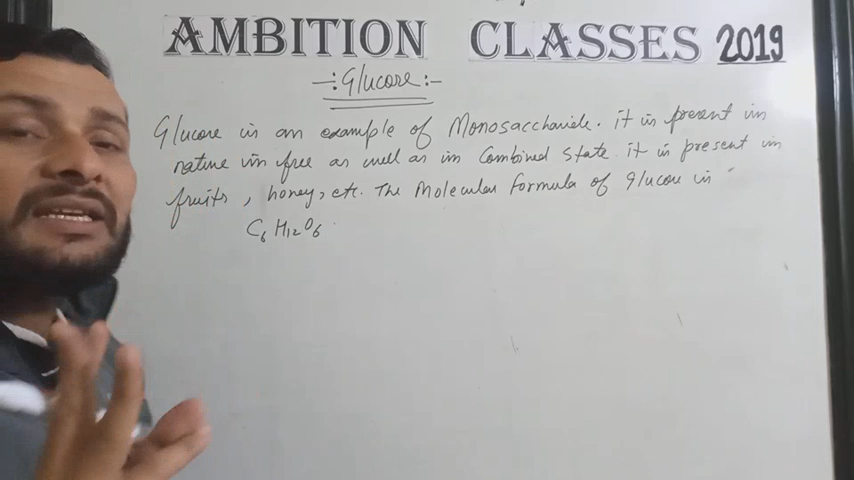 AMBITION CLASSES 2019
-:Glucose:-
Glucose is an example of Monosaccharide. it is present in
nature in free as well as in Combined State. it is present in
fruits, honey, etc. The Molecular formula of glucose is
C₆H₁₂O₆